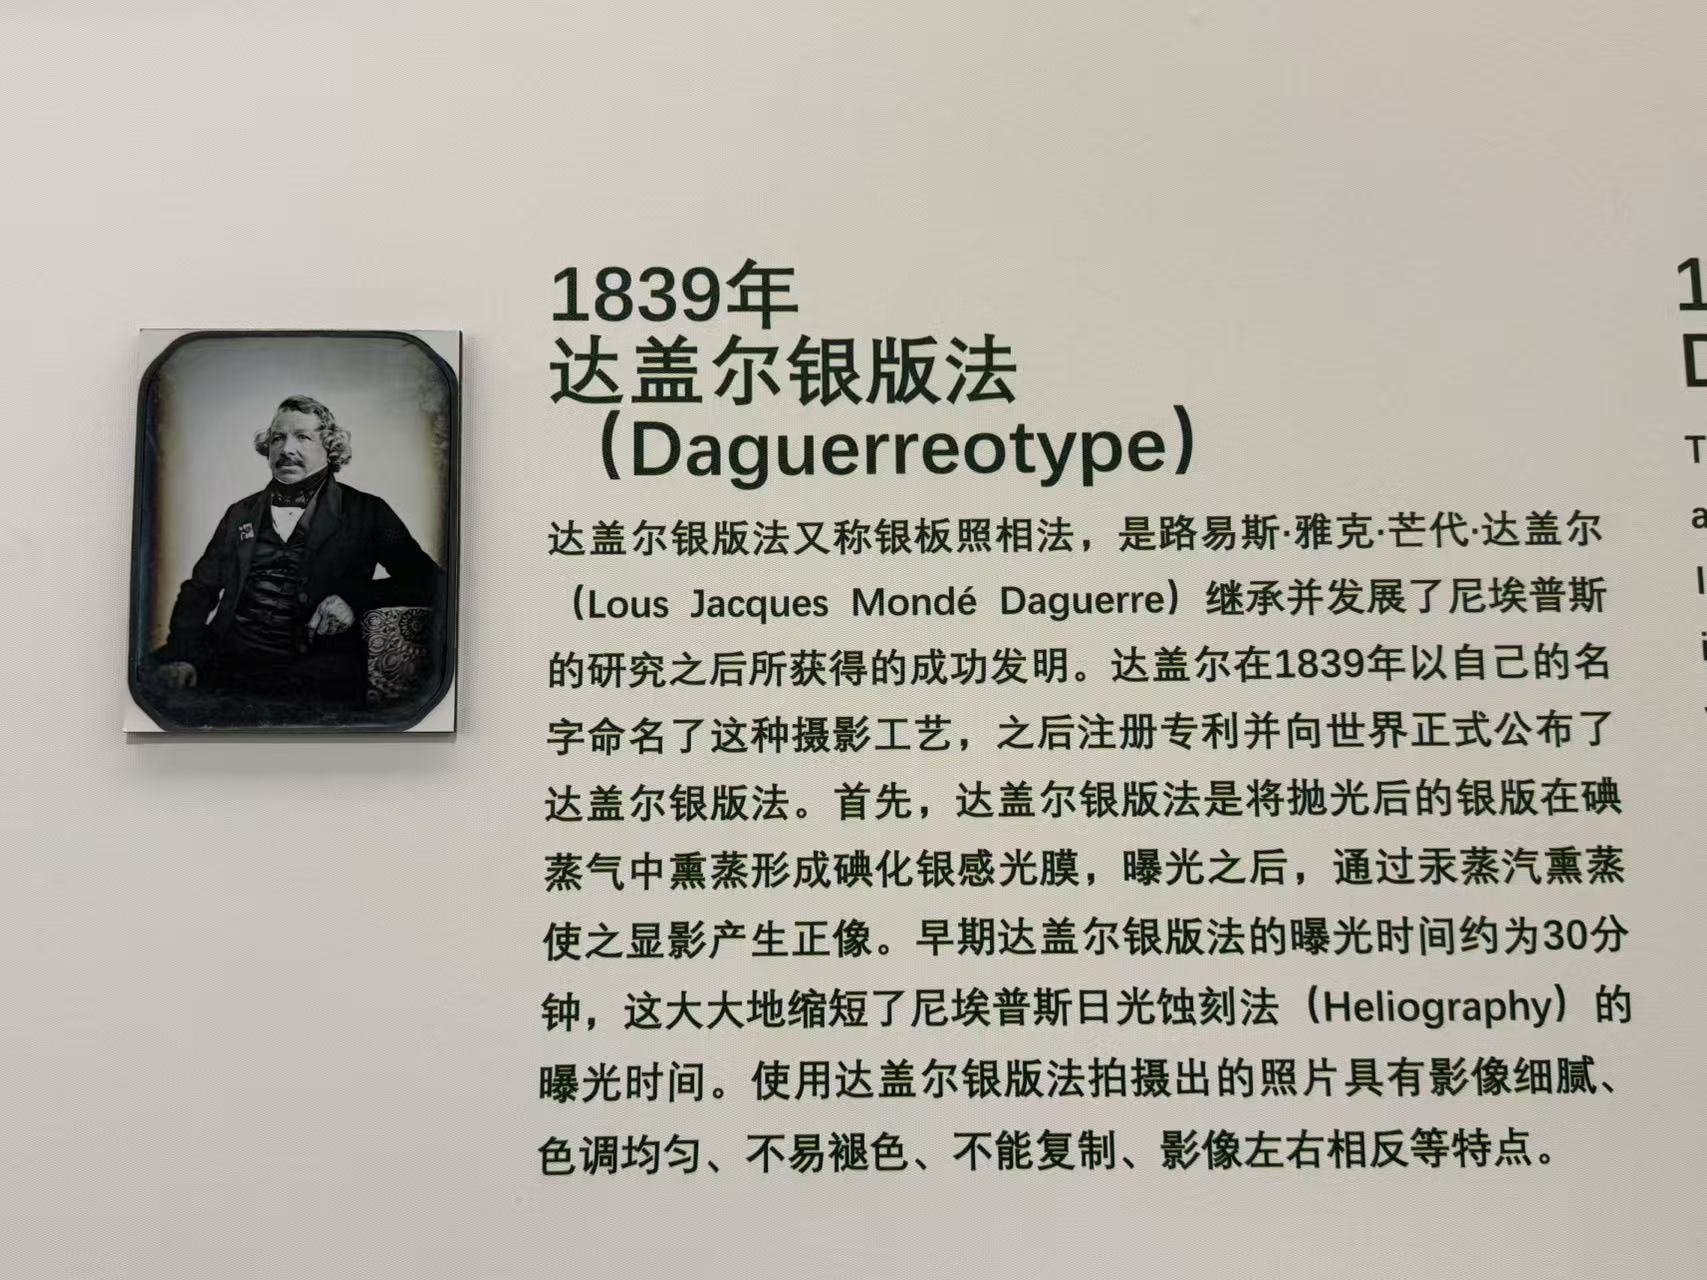 1839年
达盖尔银版法
（Daguerreotype）
达盖尔银版法又称银板照相法，是路易斯·雅克·芒代·达盖尔
（Lous Jacques Mondé Daguerre）继承并发展了尼埃普斯
的研究之后所获得的成功发明。达盖尔在1839年以自己的名
字命名了这种摄影工艺，之后注册专利并向世界正式公布了
达盖尔银版法。首先，达盖尔银版法是将抛光后的银版在碘
蒸气中熏蒸形成碘化银感光膜，曝光之后，通过汞蒸汽熏蒸
使之显影产生正像。早期达盖尔银版法的曝光时间约为30分
钟，这大大地缩短了尼埃普斯日光蚀刻法（Heliography）的
曝光时间。使用达盖尔银版法拍摄出的照片具有影像细腻、
色调均匀、不易褪色、不能复制、影像左右相反等特点。